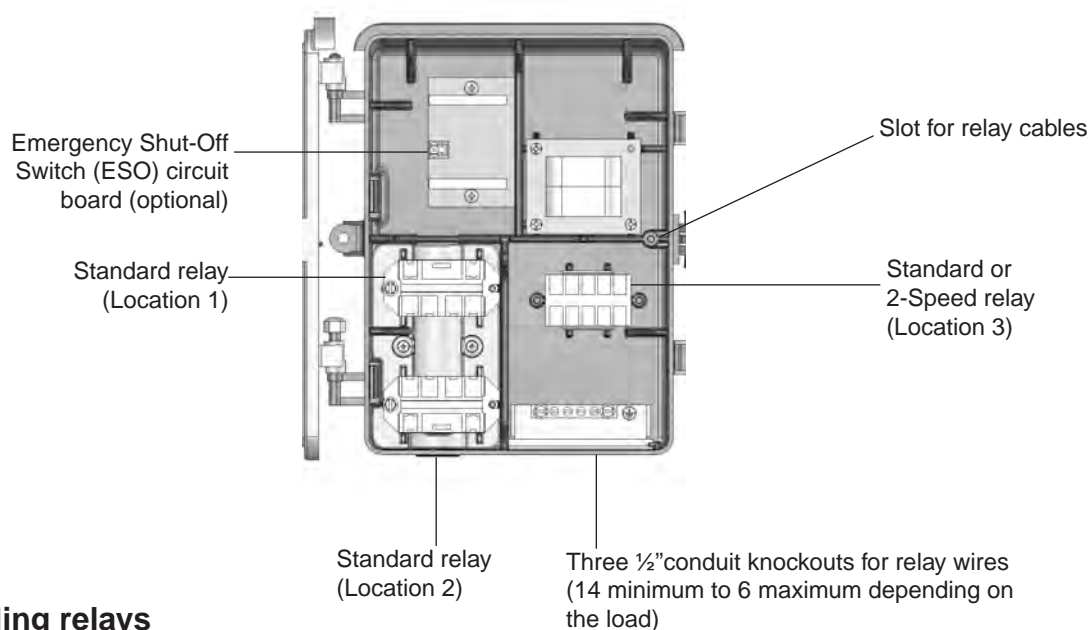 Emergency Shut-Off
Switch (ESO) circuit
board (optional)
Slot for relay cables
Standard relay
(Location 1)
Standard or
2-Speed relay
(Location 3)
Standard relay
(Location 2)
Three ½”conduit knockouts for relay wires
(14 minimum to 6 maximum depending on
the load)
ling relays